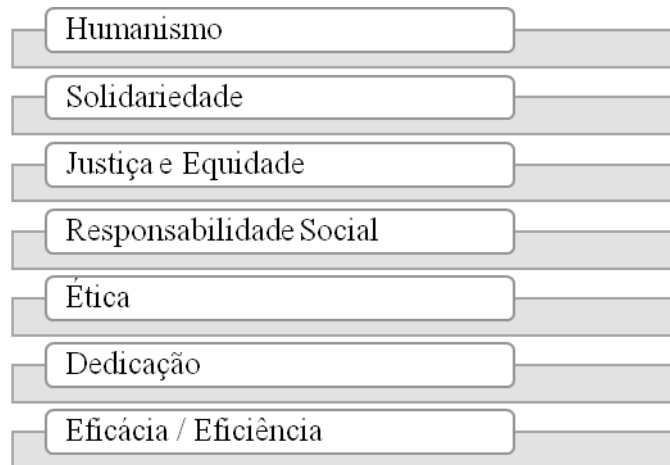 Humanismo
Solidariedade
Justiça e Equidade
Responsabilidade Social
Ética
Dedicação
Eficácia / Eficiência